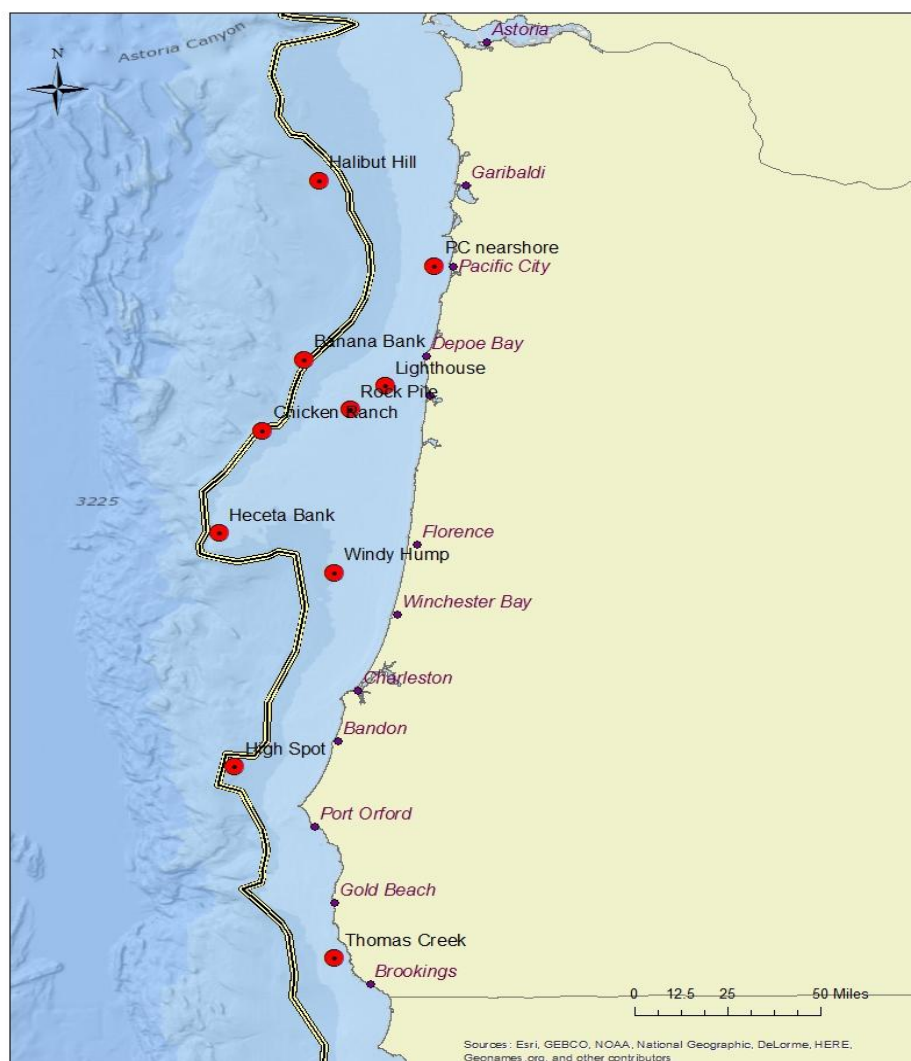 Astoria Canyon
Astoria
N
Halibut Hill
Garibaldi
PC nearshore
Pacific City
Banana Bank
Depoe Bay
Lighthouse
Rock Pile
Chicken Ranch
3225
Heceta Bank
Florence
Windy Hump
Winchester Bay
Charleston
Bandon
High Spot
Port Orford
Gold Beach
Thomas Creek
Brookings
0 12.5 25 50 Miles
Sources: Esri, GEBCO, NOAA, National Geographic, DeLorme, HERE,
Geonames.org, and other contributors